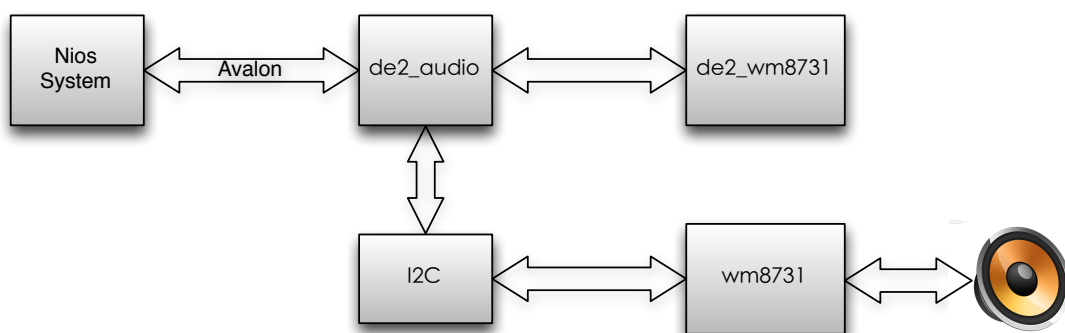 Nios
System
Avalon
de2_audio
de2_wm8731
I2C
wm8731